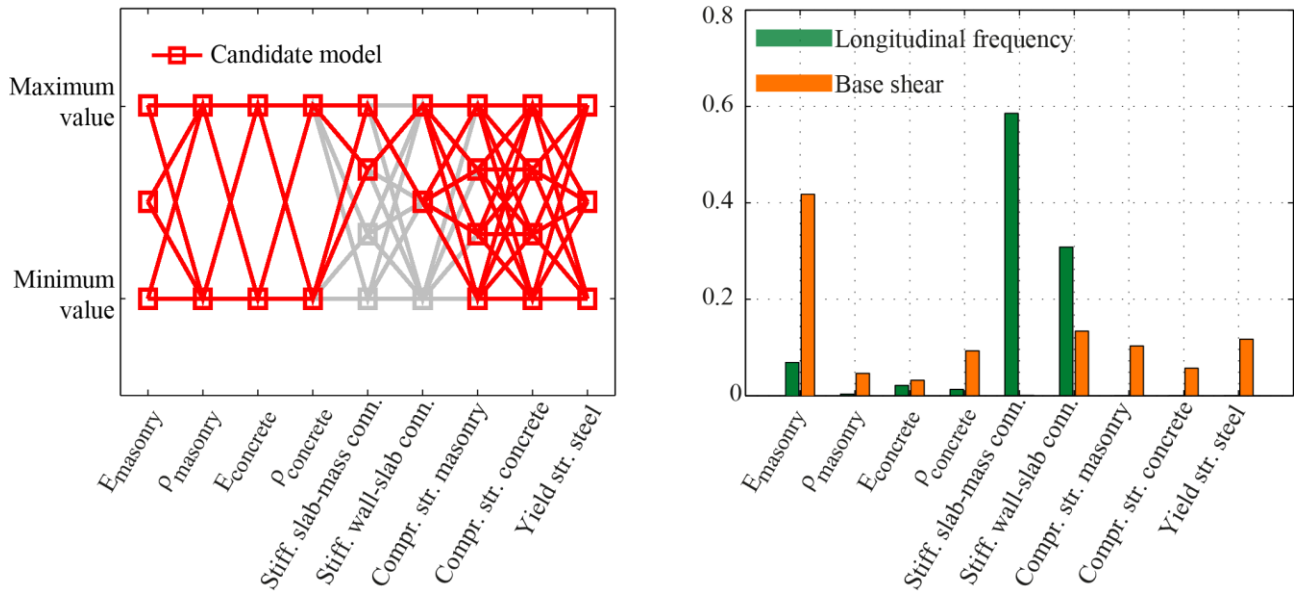 Candidate model
Maximum
value
Minimum
value
Emasonry
ρmasonry
Econcrete
ρconcrete
Stiff. slab-mass conn.
Stiff. wall-slab conn.
Compr. str. masonry
Compr. str. concrete
Yield str. steel
0.8
0.6
0.4
0.2
0
Longitudinal frequency
Base shear
Emasonry
ρmasonry
Econcrete
ρconcrete
Stiff. slab-mass conn.
Stiff. wall-slab conn.
Compr. str. masonry
Compr. str. concrete
Yield str. steel